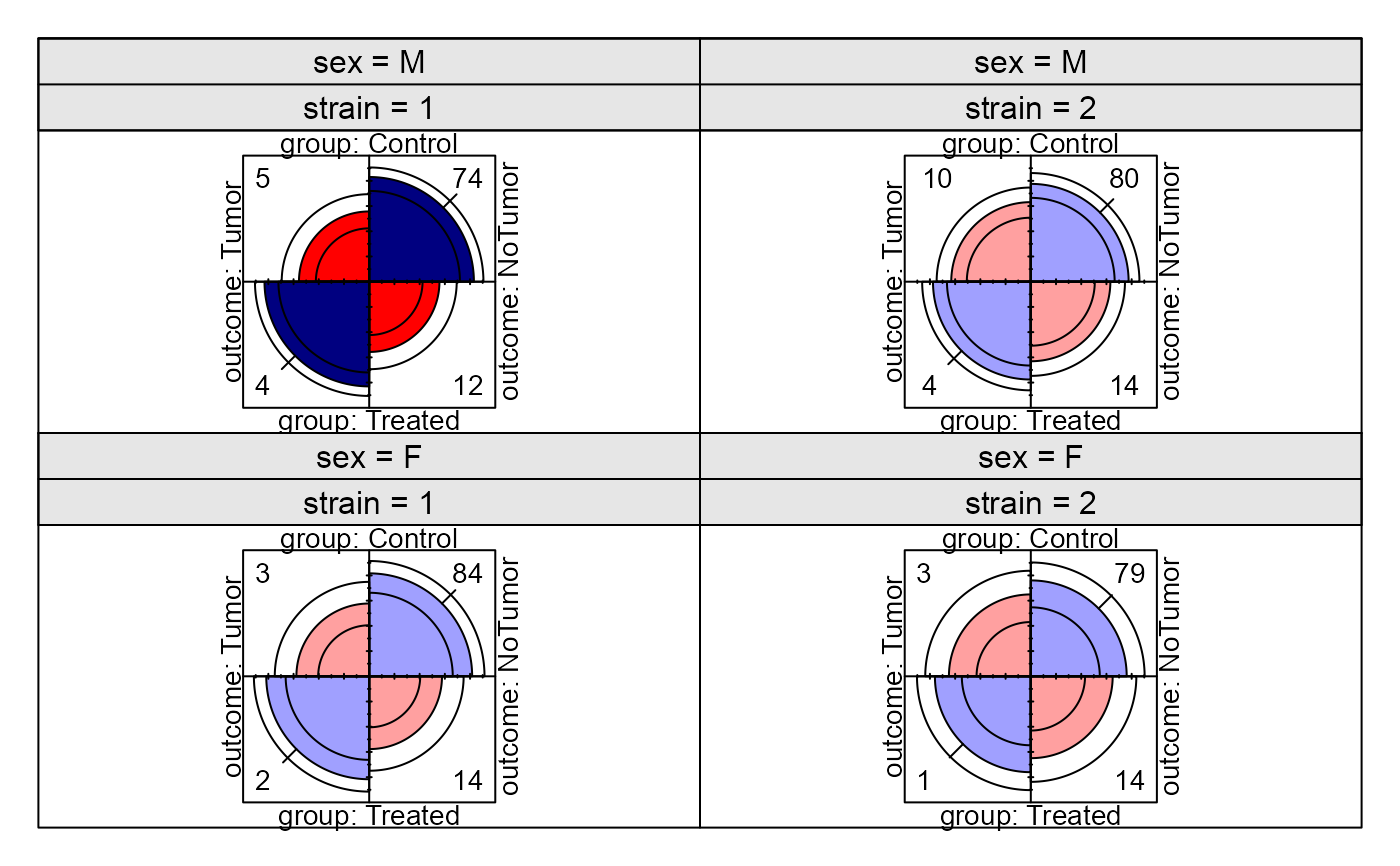 sex = M
strain = 1
group: Control
5
74
outcome: Tumor
outcome: NoTumor
4
12
group: Treated
sex = M
strain = 2
group: Control
10
80
outcome: Tumor
outcome: NoTumor
4
14
group: Treated
sex = F
strain = 1
group: Control
3
84
outcome: Tumor
outcome: NoTumor
2
14
group: Treated
sex = F
strain = 2
group: Control
3
79
outcome: Tumor
outcome: NoTumor
1
14
group: Treated